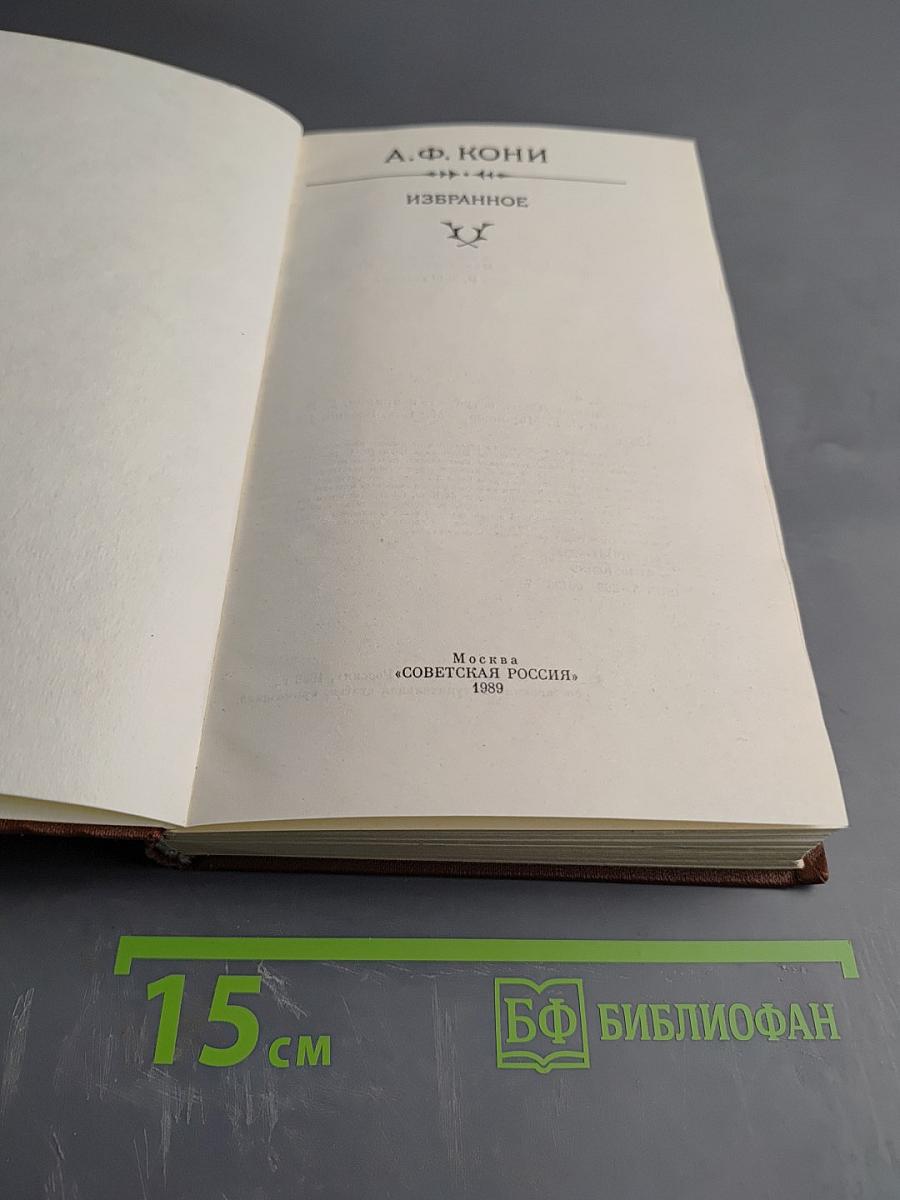 А.Ф. КОНИ
ИЗБРАННОЕ
Москва
«СОВЕТСКАЯ РОССИЯ»
1989
15 см
БФ БИБЛИОФАН